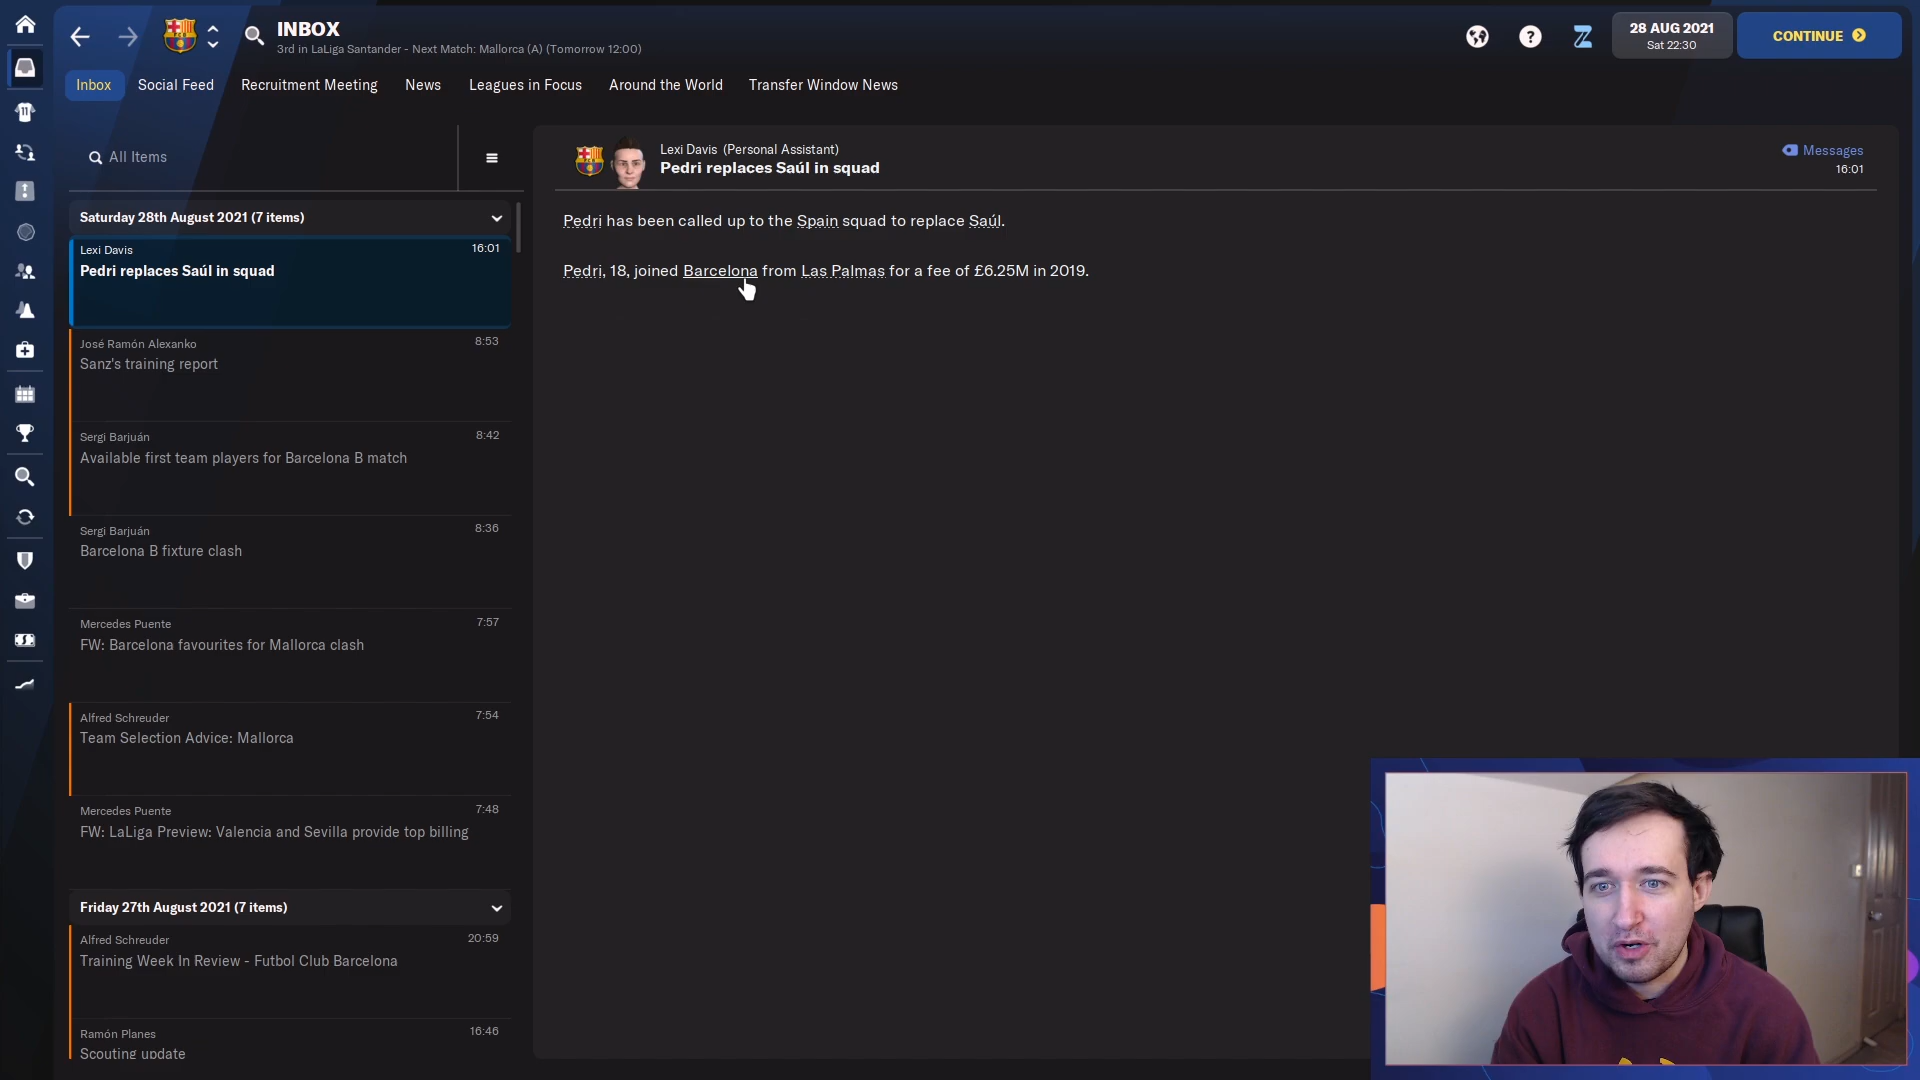 INBOX
3rd in LaLiga Santander - Next Match: Mallorca (A) (Tomorrow 12:00)
28 AUG 2021
Sat 22:30
CONTINUE
Inbox
Social Feed
Recruitment Meeting
News
Leagues in Focus
Around the World
Transfer Window News
All Items
Saturday 28th August 2021 (7 items)
Lexi Davis
16:01
Pedri replaces Saúl in squad
José Ramón Alexanko
8:53
Sanz's training report
Sergi Barjuán
8:42
Available first team players for Barcelona B match
Sergi Barjuán
8:36
Barcelona B fixture clash
Mercedes Puente
7:57
FW: Barcelona favourites for Mallorca clash
Alfred Schreuder
7:54
Team Selection Advice: Mallorca
Mercedes Puente
7:48
FW: LaLiga Preview: Valencia and Sevilla provide top billing
Friday 27th August 2021 (7 items)
Alfred Schreuder
20:59
Training Week In Review - Futbol Club Barcelona
Ramón Planes
16:46
Scouting update
Lexi Davis (Personal Assistant)
Pedri replaces Saúl in squad
Messages
16:01
Pedri has been called up to the Spain squad to replace Saúl.
Pedri, 18, joined Barcelona from Las Palmas for a fee of £6.25M in 2019.